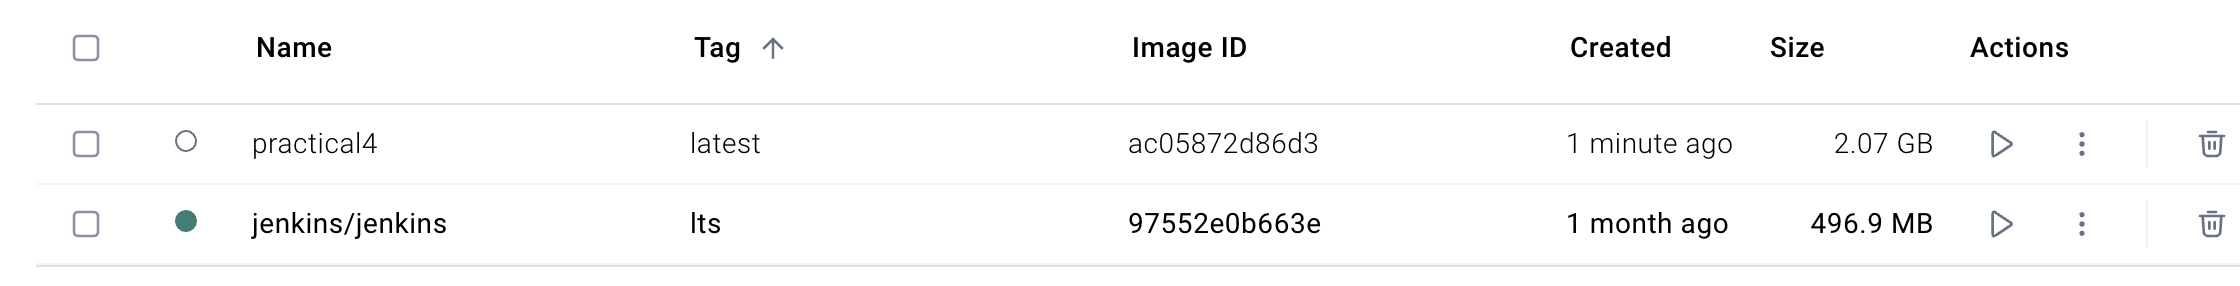 Name Tag Image ID Created Size Actions
practical4 latest ac05872d86d3 1 minute ago 2.07 GB
jenkins/jenkins lts 97552e0b663e 1 month ago 496.9 MB